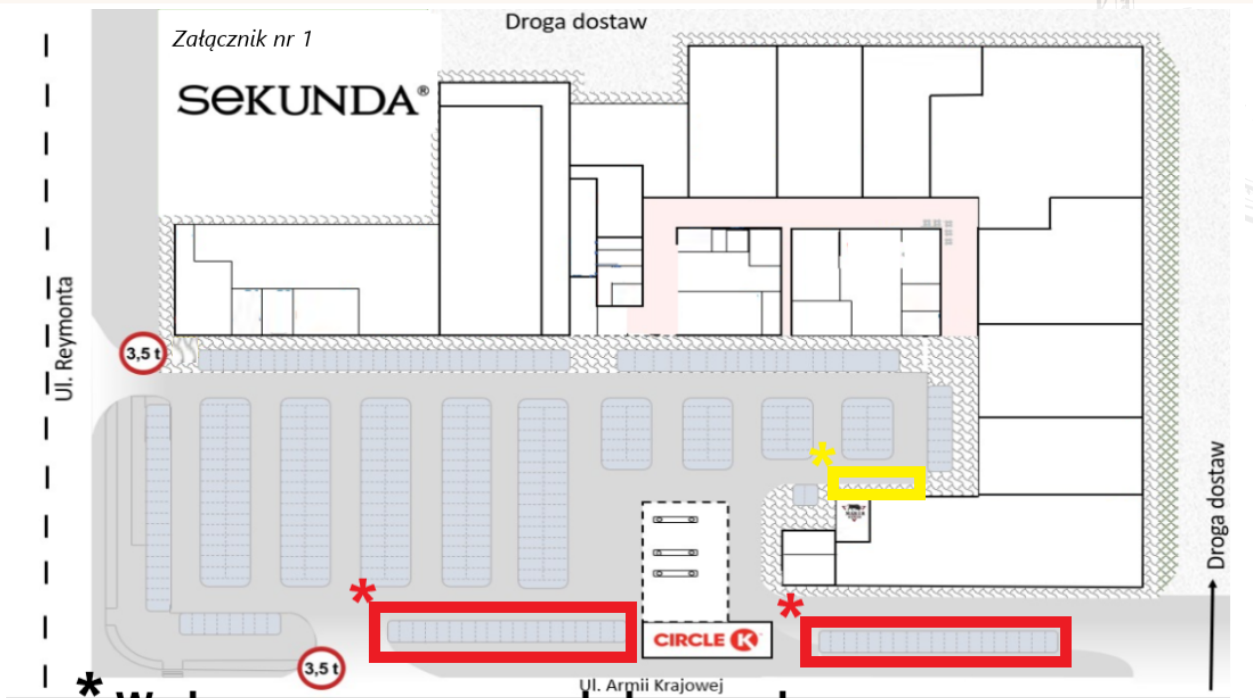 Droga dostaw
Załącznik nr 1
SeKUNDA®
Ul. Reymonta
3,5 t
*
Droga dostaw
*
*
CIRCLE K
3,5 t
Ul. Armii Krajowej
*